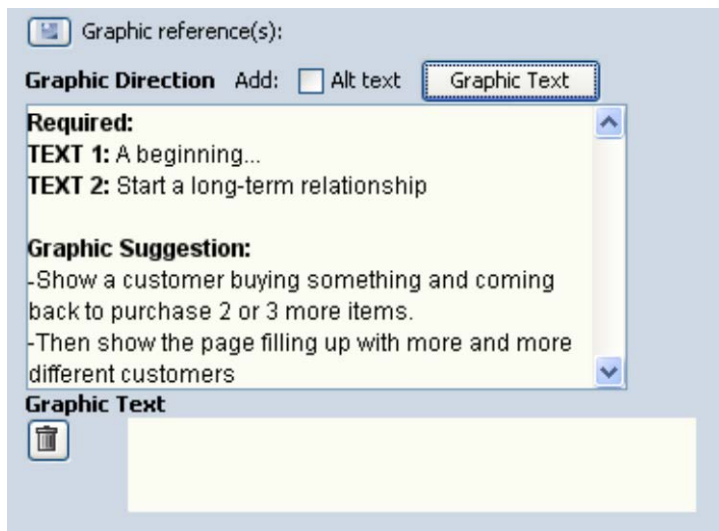 Graphic reference(s):
Graphic Direction Add: Alt text Graphic Text
Required:
TEXT 1: A beginning...
TEXT 2: Start a long-term relationship
Graphic Suggestion:
-Show a customer buying something and coming
back to purchase 2 or 3 more items.
-Then show the page filling up with more and more
different customers
Graphic Text